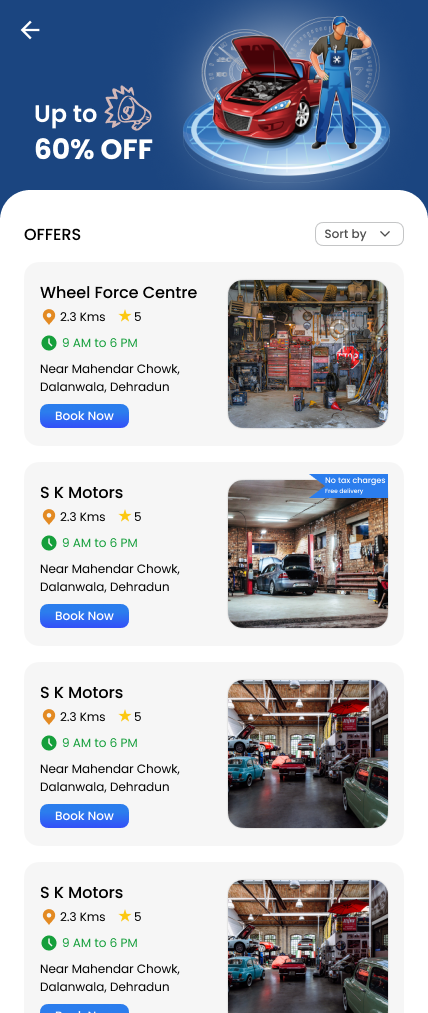 Up to
60% OFF
OFFERS
Sort by
Wheel Force Centre
2.3 Kms
5
9 AM to 6 PM
Near Mahendar Chowk,
Dalanwala, Dehradun
Book Now
STOP
S K Motors
2.3 Kms
5
9 AM to 6 PM
Near Mahendar Chowk,
Dalanwala, Dehradun
Book Now
No tax charges
Free delivery
S K Motors
2.3 Kms
5
9 AM to 6 PM
Near Mahendar Chowk,
Dalanwala, Dehradun
Book Now
S K Motors
2.3 Kms
5
9 AM to 6 PM
Near Mahendar Chowk,
Dalanwala, Dehradun
Book Now